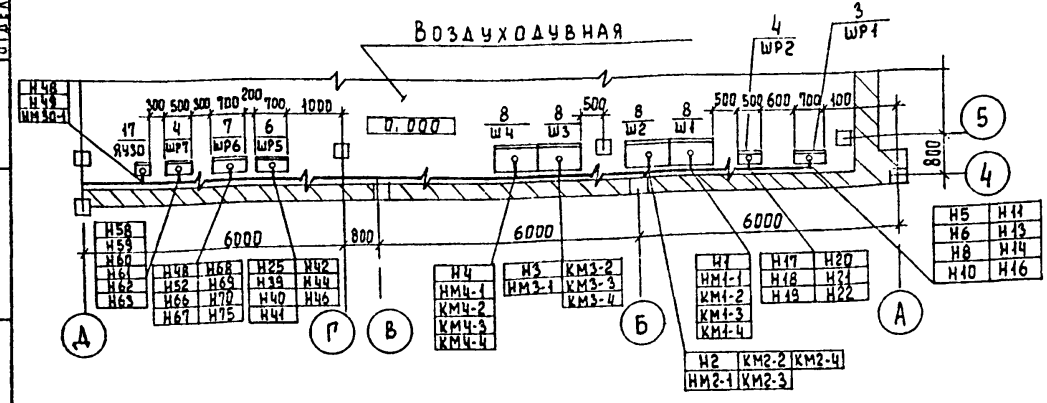 ВОЗДУХОДУВНАЯ
4
ШР2
3
ШР1
Н48
Н49
НМ30-1
300 500 300 700 200 700 1000
500
500 500 600 700 100
17
ЯУ30
4
ШР7
7
ШР6
6
ШР5
0.000
8
Ш4
8
Ш3
8
Ш2
8
Ш1
5
800
4
6000 800 6000 6000
Н58
Н59
Н60
Н61
Н62
Н63
Н48 Н68
Н52 Н69
Н66 Н70
Н67 Н75
Н25 Н42
Н39 Н44
Н40 Н46
Н41
Н4
НМ4-1
КМ4-2
КМ4-3
КМ4-4
Н3 КМ3-2
НМ3-1 КМ3-3
КМ3-4
Н1
НМ1-1
КМ1-2
КМ1-3
КМ1-4
Н17 Н20
Н18 Н21
Н19 Н22
Н5 Н11
Н6 Н13
Н8 Н14
Н10 Н16
Д Г В Б А
Н2 КМ2-2 КМ2-4
НМ2-1 КМ2-3